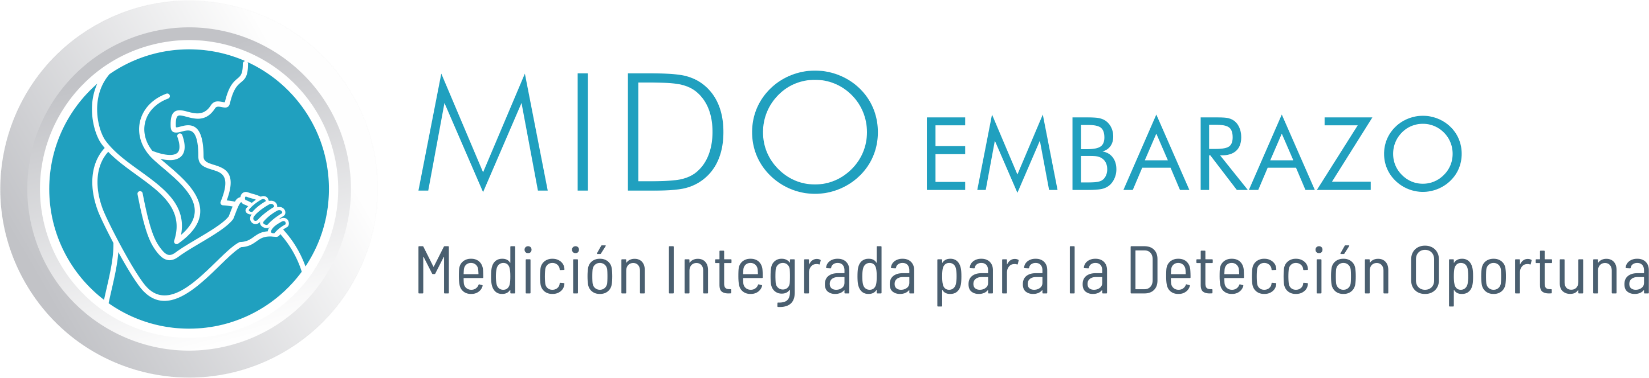 MIDO EMBARAZO
Medición Integrada para la Detección Oportuna